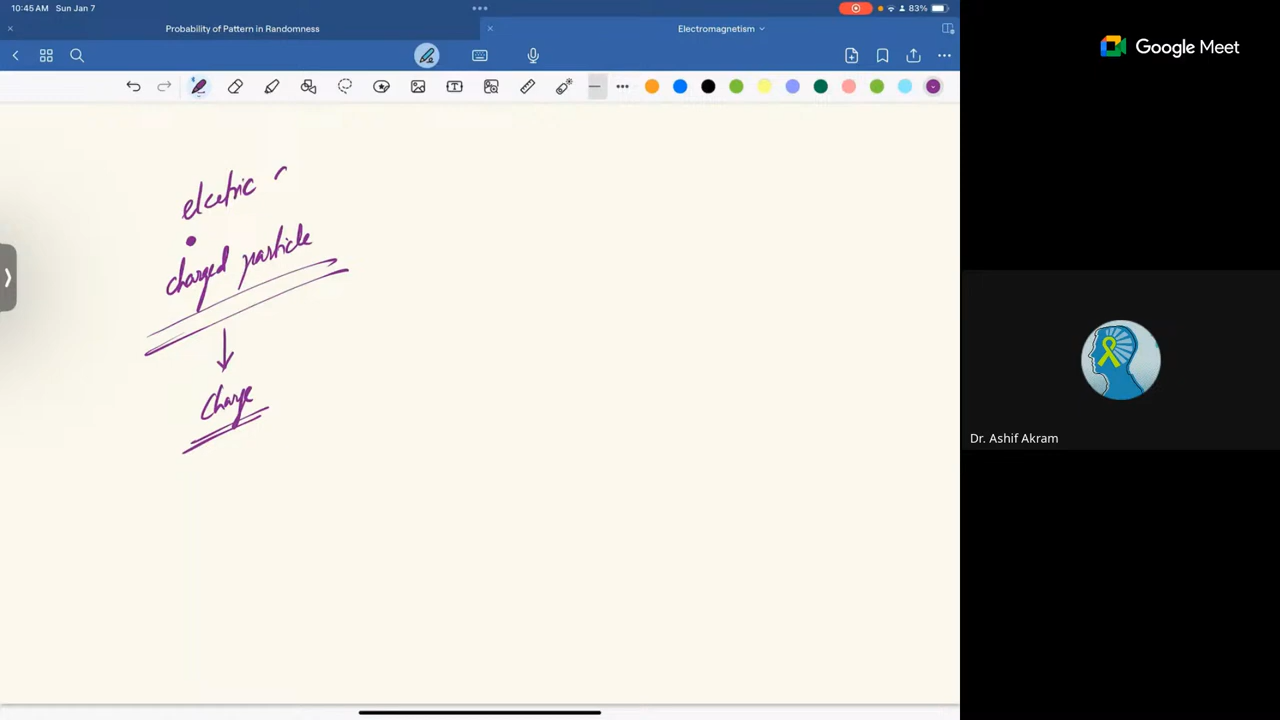 10:45 AM Sun Jan 7
83%
Probability of Pattern in Randomness
Electromagnetism
Google Meet
elcetric
charged particle
charge
Dr. Ashif Akram